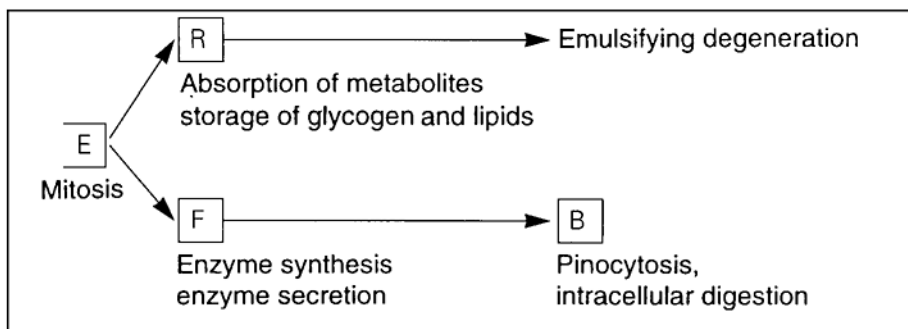 R
Emulsifying degeneration
Absorption of metabolites
storage of glycogen and lipids
E
Mitosis
F
B
Enzyme synthesis
enzyme secretion
Pinocytosis,
intracellular digestion